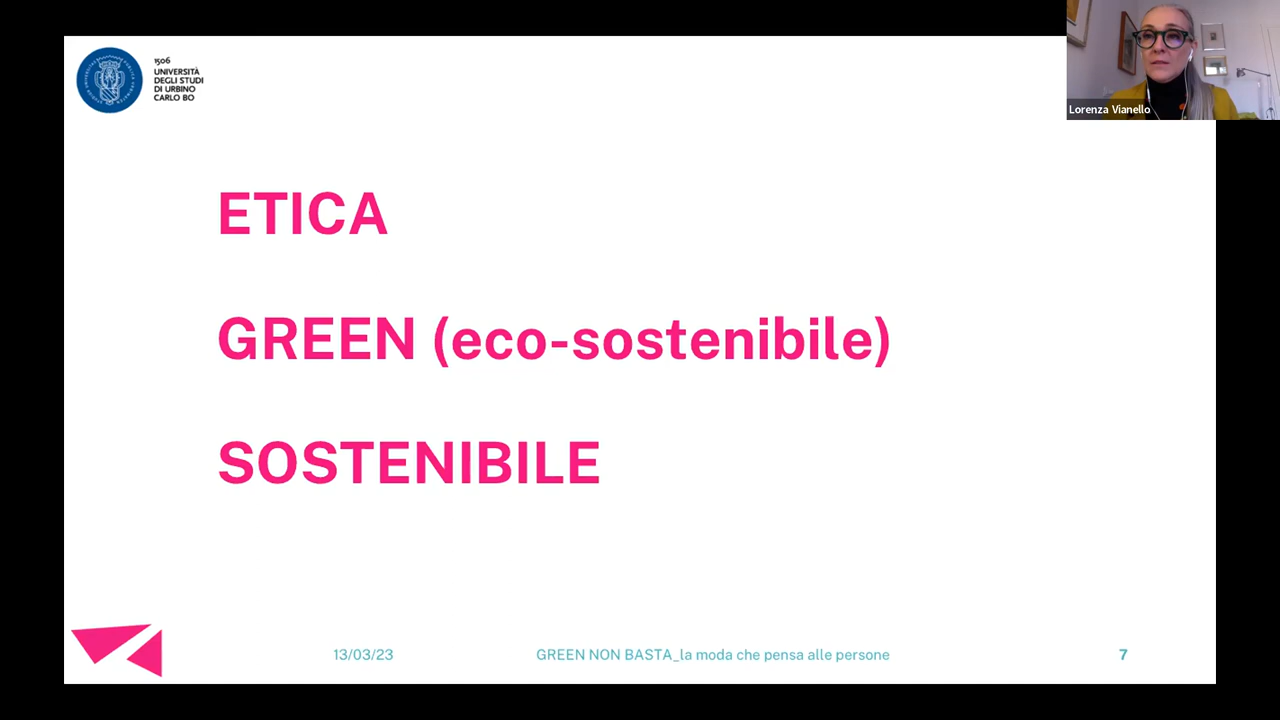 1506
UNIVERSITÀ
DEGLI STUDI
DI URBINO
CARLO BO
Lorenza Vianello
ETICA
GREEN (eco-sostenibile)
SOSTENIBILE
13/03/23
GREEN NON BASTA_la moda che pensa alle persone
7